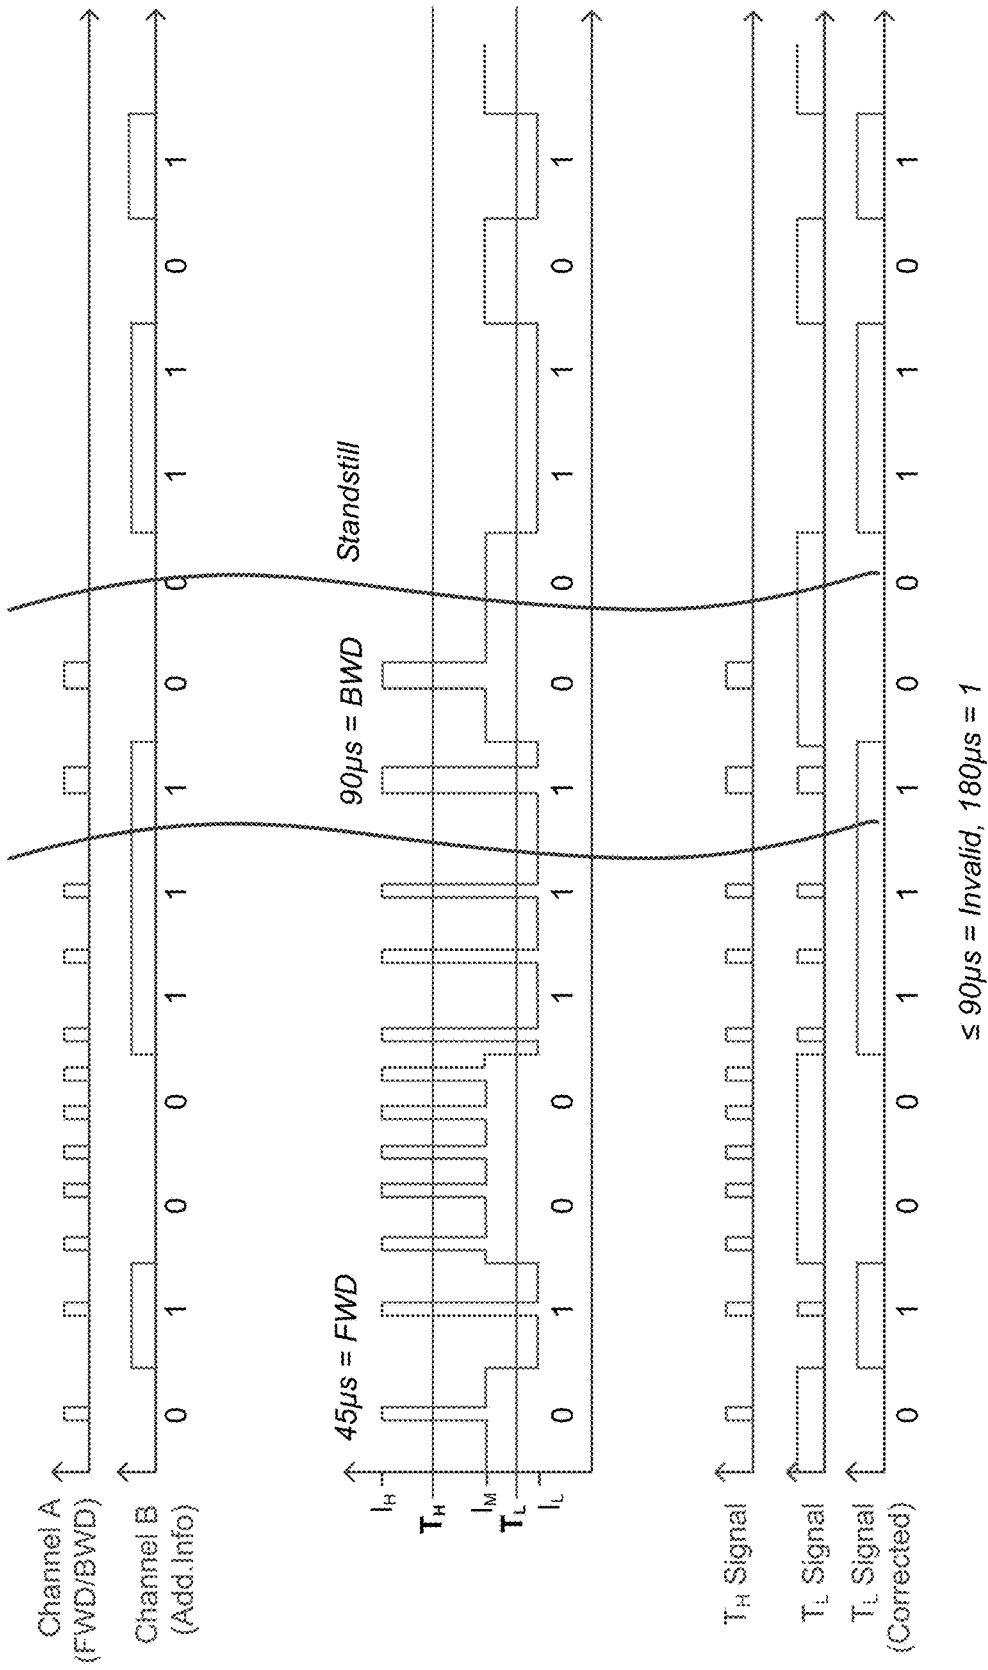 Channel A
(FWD/BWD)
Channel B
(Add.Info)
0 1 0 0 1 1 1 0 0 1 1 0 1
45µs = FWD
90µs = BWD
Standstill
I_H
T_H
I_M
T_L
I_L
0 1 0 0 0 1 1 1 0 0 1 1 0 1
T_H Signal
T_L Signal
T_L Signal
(Corrected)
0 1 0 0 1 1 1 0 0 1 1 0 1
≤ 90µs = Invalid, 180µs = 1